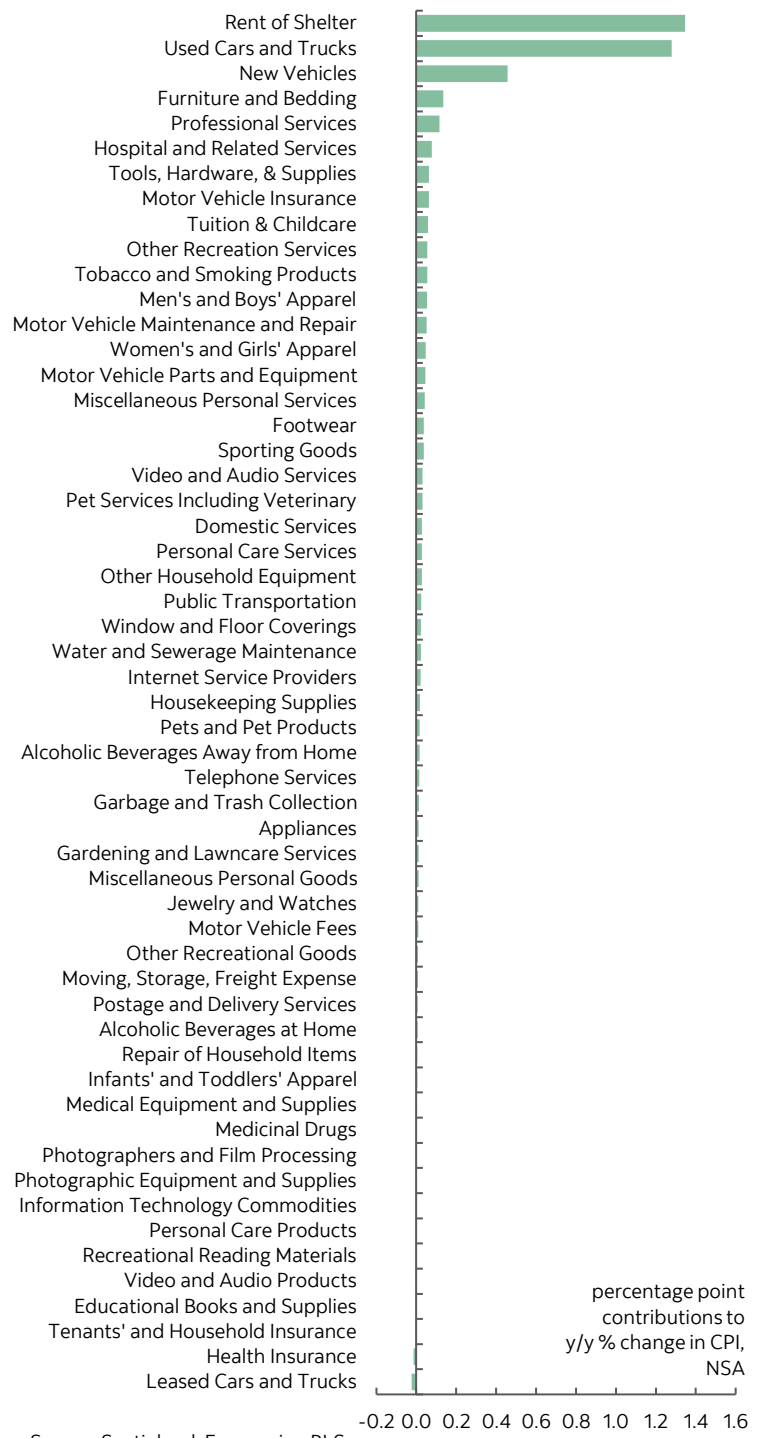 Rent of Shelter
Used Cars and Trucks
New Vehicles
Furniture and Bedding
Professional Services
Hospital and Related Services
Tools, Hardware, & Supplies
Motor Vehicle Insurance
Tuition & Childcare
Other Recreation Services
Tobacco and Smoking Products
Men's and Boys' Apparel
Motor Vehicle Maintenance and Repair
Women's and Girls' Apparel
Motor Vehicle Parts and Equipment
Miscellaneous Personal Services
Footwear
Sporting Goods
Video and Audio Services
Pet Services Including Veterinary
Domestic Services
Personal Care Services
Other Household Equipment
Public Transportation
Window and Floor Coverings
Water and Sewerage Maintenance
Internet Service Providers
Housekeeping Supplies
Pets and Pet Products
Alcoholic Beverages Away from Home
Telephone Services
Garbage and Trash Collection
Appliances
Gardening and Lawncare Services
Miscellaneous Personal Goods
Jewelry and Watches
Motor Vehicle Fees
Other Recreational Goods
Moving, Storage, Freight Expense
Postage and Delivery Services
Alcoholic Beverages at Home
Repair of Household Items
Infants' and Toddlers' Apparel
Medical Equipment and Supplies
Medicinal Drugs
Photographers and Film Processing
Photographic Equipment and Supplies
Information Technology Commodities
Personal Care Products
Recreational Reading Materials
Video and Audio Products
Educational Books and Supplies
Tenants' and Household Insurance
Health Insurance
Leased Cars and Trucks
percentage point
contributions to
y/y % change in CPI,
NSA
-0.2 0.0 0.2 0.4 0.6 0.8 1.0 1.2 1.4 1.6